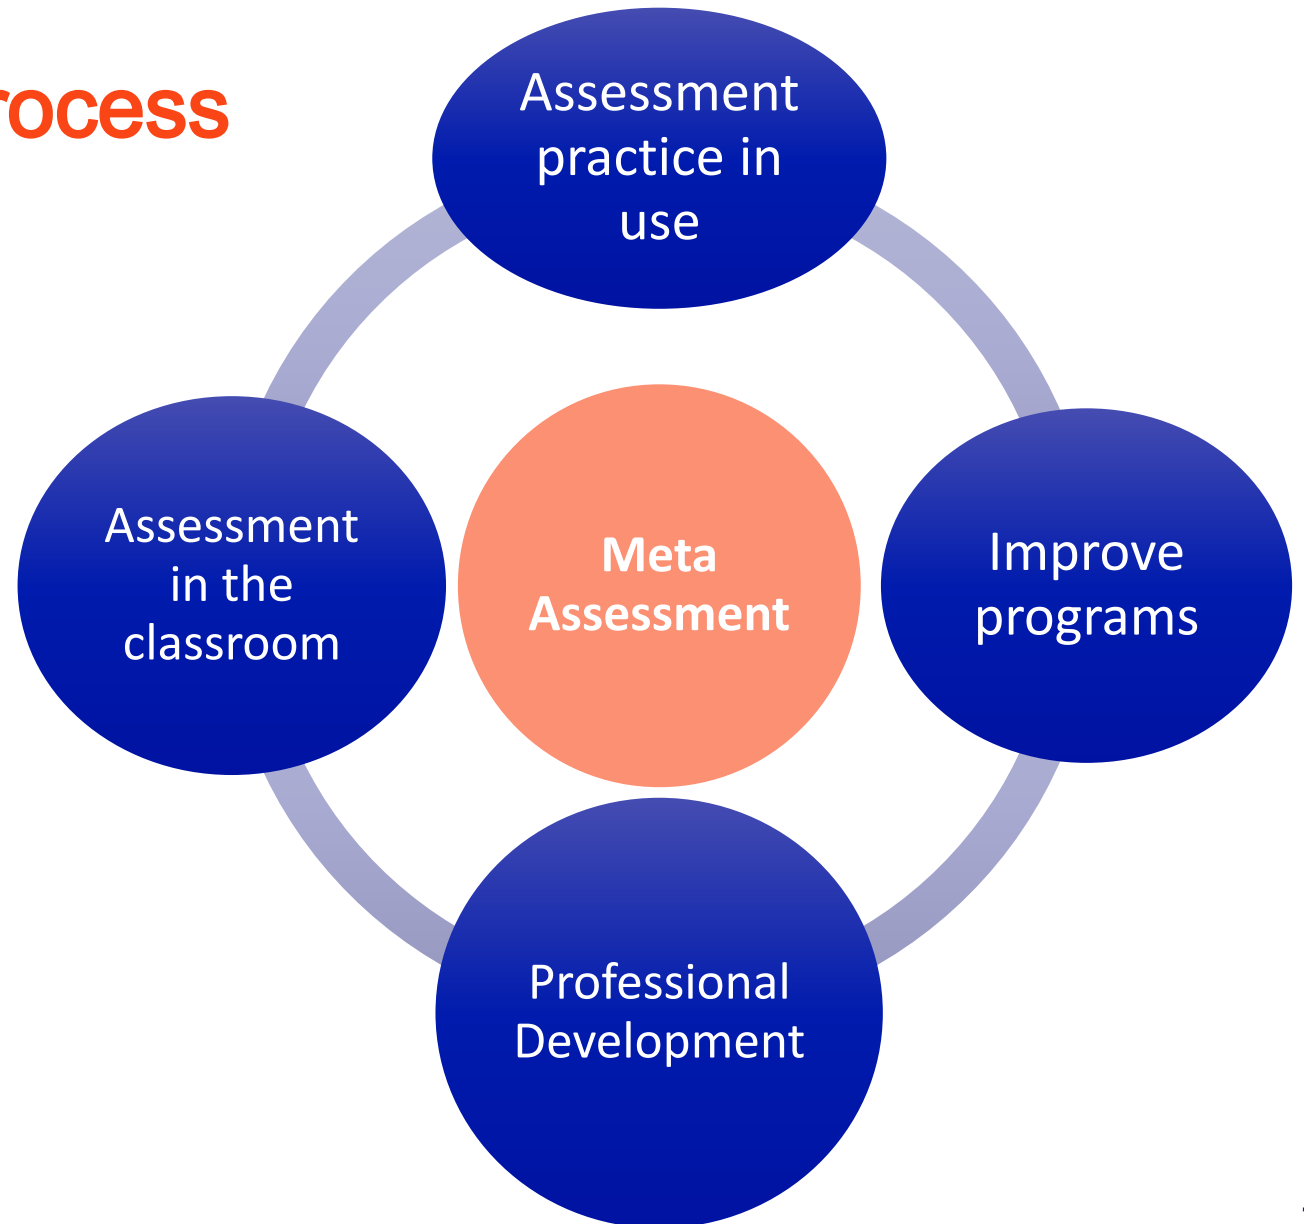 rocess
Assessment
practice in
use
Assessment
in the
classroom
Meta
Assessment
Improve
programs
Professional
Development